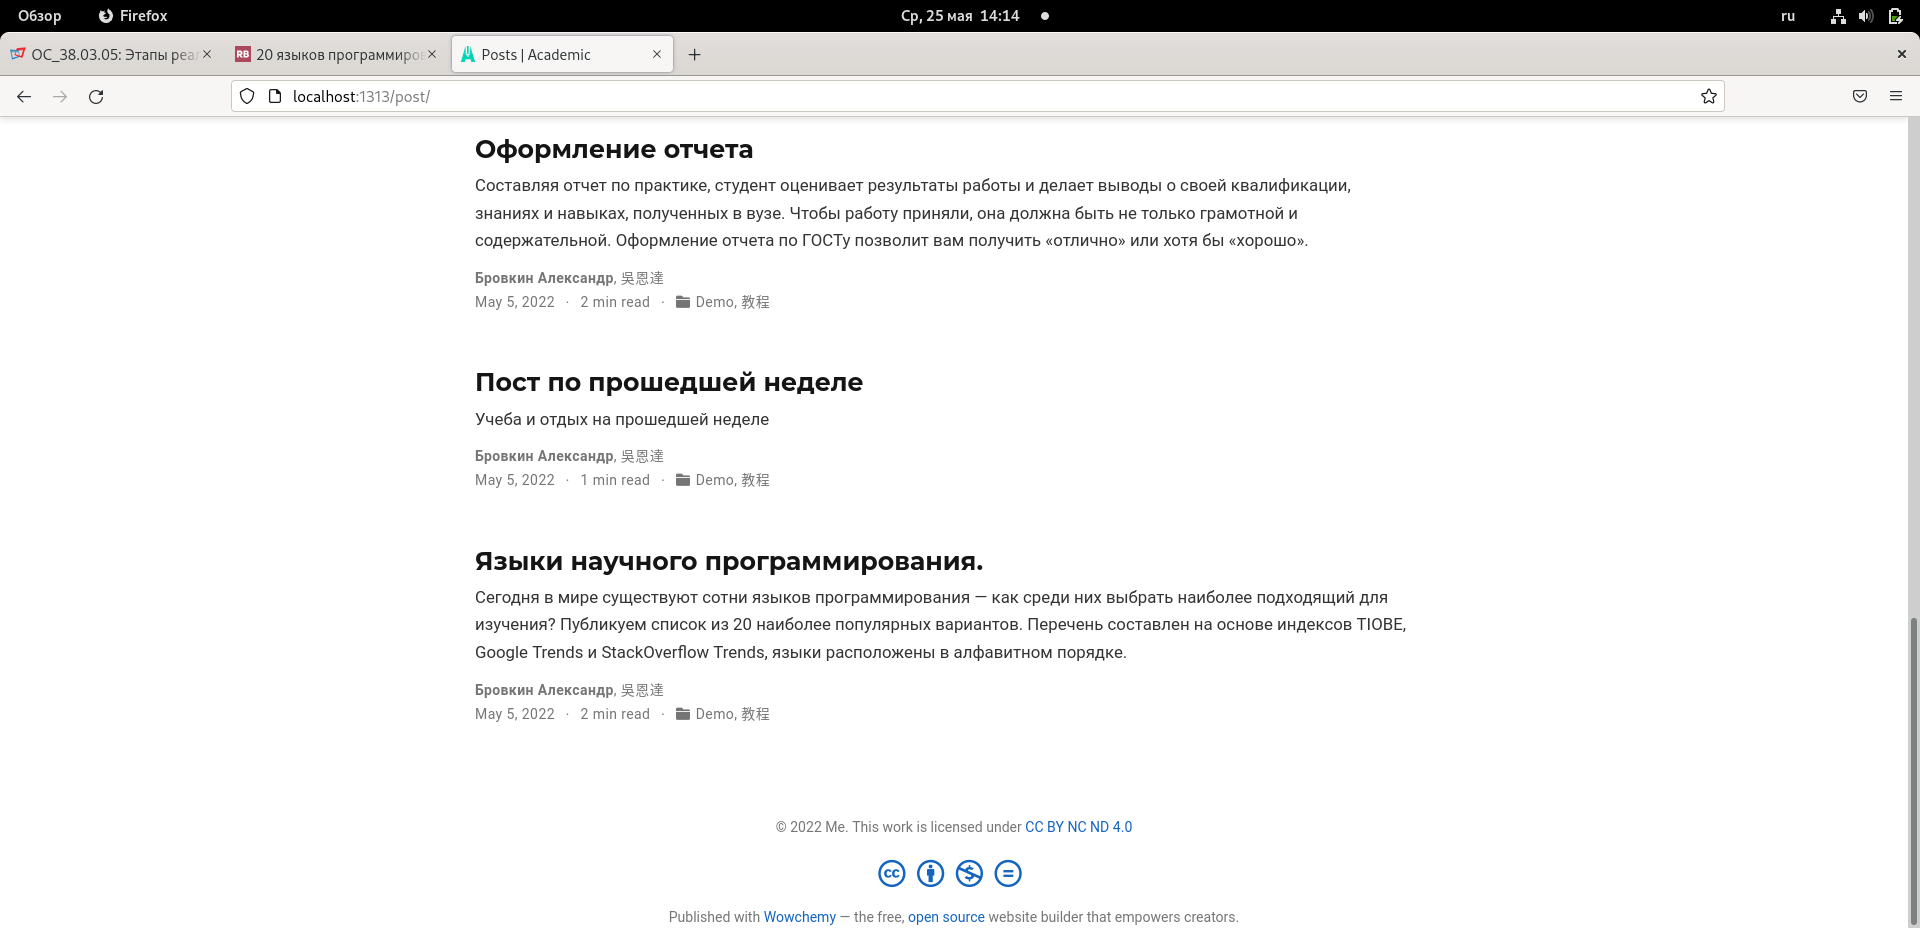 Обзор Firefox Ср, 25 мая 14:14 ru
ОС_38.03.05: Этапы реа 20 языков программиров Posts | Academic
localhost:1313/post/
Оформление отчета
Составляя отчет по практике, студент оценивает результаты работы и делает выводы о своей квалификации,
знаниях и навыках, полученных в вузе. Чтобы работу приняли, она должна быть не только грамотной и
содержательной. Оформление отчета по ГОСТу позволит вам получить «отлично» или хотя бы «хорошо».
Бровкин Александр, 吳恩達
May 5, 2022 · 2 min read · Demo, 教程
Пост по прошедшей неделе
Учеба и отдых на прошедшей неделе
Бровкин Александр, 吳恩達
May 5, 2022 · 1 min read · Demo, 教程
Языки научного программирования.
Сегодня в мире существуют сотни языков программирования — как среди них выбрать наиболее подходящий для
изучения? Публикуем список из 20 наиболее популярных вариантов. Перечень составлен на основе индексов TIOBE,
Google Trends и StackOverflow Trends, языки расположены в алфавитном порядке.
Бровкин Александр, 吳恩達
May 5, 2022 · 2 min read · Demo, 教程
© 2022 Me. This work is licensed under CC BY NC ND 4.0
Published with Wowchemy — the free, open source website builder that empowers creators.